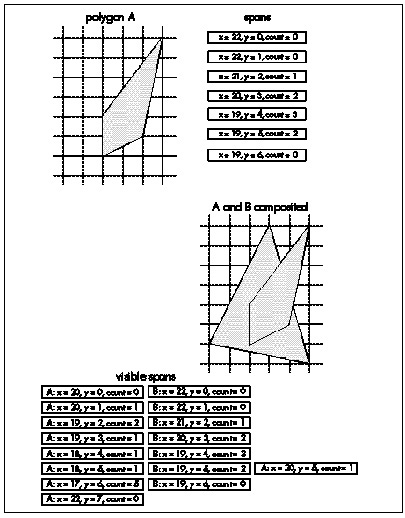 polygon A
spans
x = 22, y = 0, count = 0
x = 22, y = 1, count = 0
x = 21, y = 2, count = 1
x = 20, y = 3, count = 2
x = 19, y = 4, count = 3
x = 19, y = 5, count = 2
x = 19, y = 6, count = 0
A and B composited
visible spans
A: x = 20, y = 0, count = 0 B: x = 22, y = 0, count = 0
A: x = 20, y = 1, count = 1 B: x = 22, y = 1, count = 0
A: x = 19, y = 2, count = 2 B: x = 21, y = 2, count = 1
A: x = 19, y = 3, count = 1 B: x = 20, y = 3, count = 2
A: x = 18, y = 4, count = 1 B: x = 19, y = 4, count = 3
A: x = 18, y = 5, count = 1 B: x = 19, y = 5, count = 2 A: x = 20, y = 5, count = 1
A: x = 17, y = 6, count = 5 B: x = 19, y = 6, count = 0
A: x = 22, y = 7, count = 0